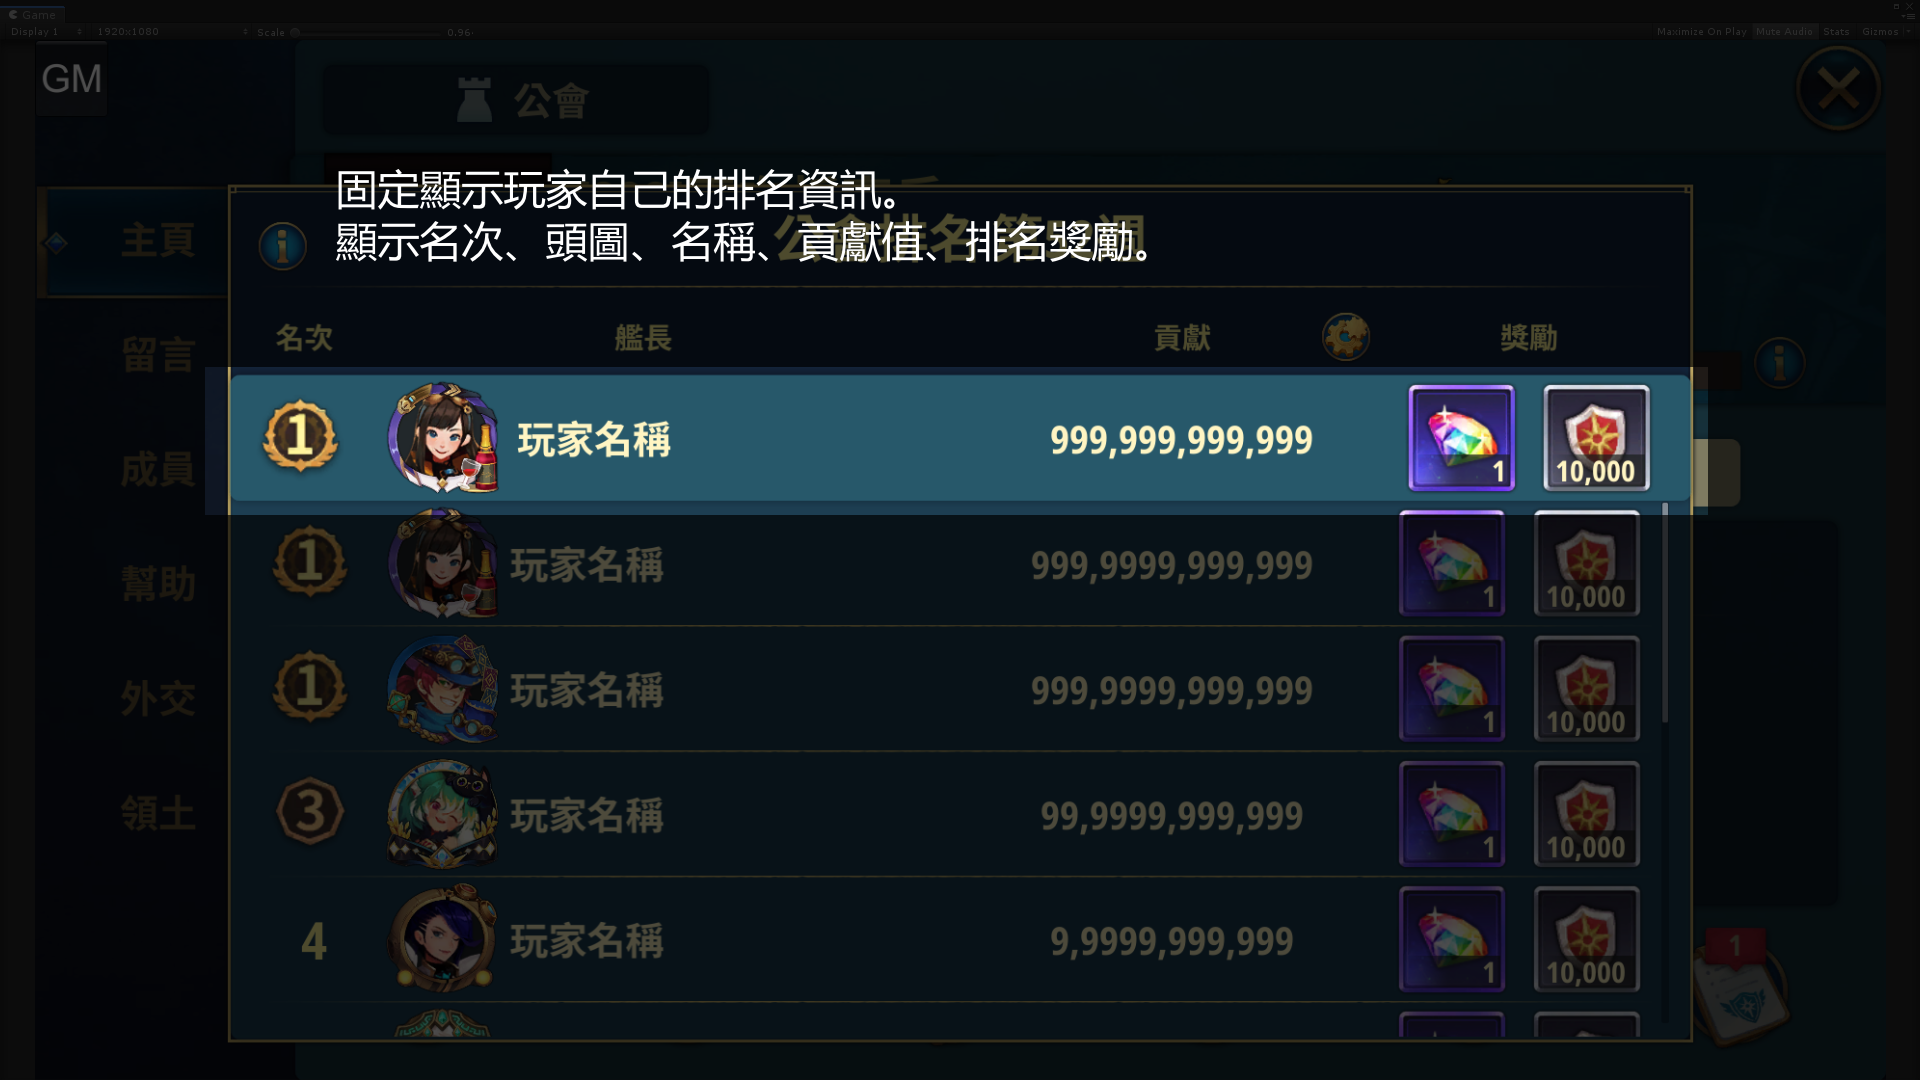 Game
Display 1
1920x1080
Scale
0.96
Maximize On Play
Mute Audio
Stats
Gizmos
GM
公會
固定顯示玩家自己的排名資訊。
顯示名次、頭圖、名稱、貢獻值、排名獎勵。
主頁
留言
成員
幫助
外交
領土
名次
艦長
貢獻
獎勵
1
玩家名稱
999,999,999,999
1
10,000
1
玩家名稱
999,9999,999,999
1
10,000
1
玩家名稱
999,9999,999,999
1
10,000
3
玩家名稱
99,9999,999,999
1
10,000
4
玩家名稱
9,9999,999,999
1
10,000
1